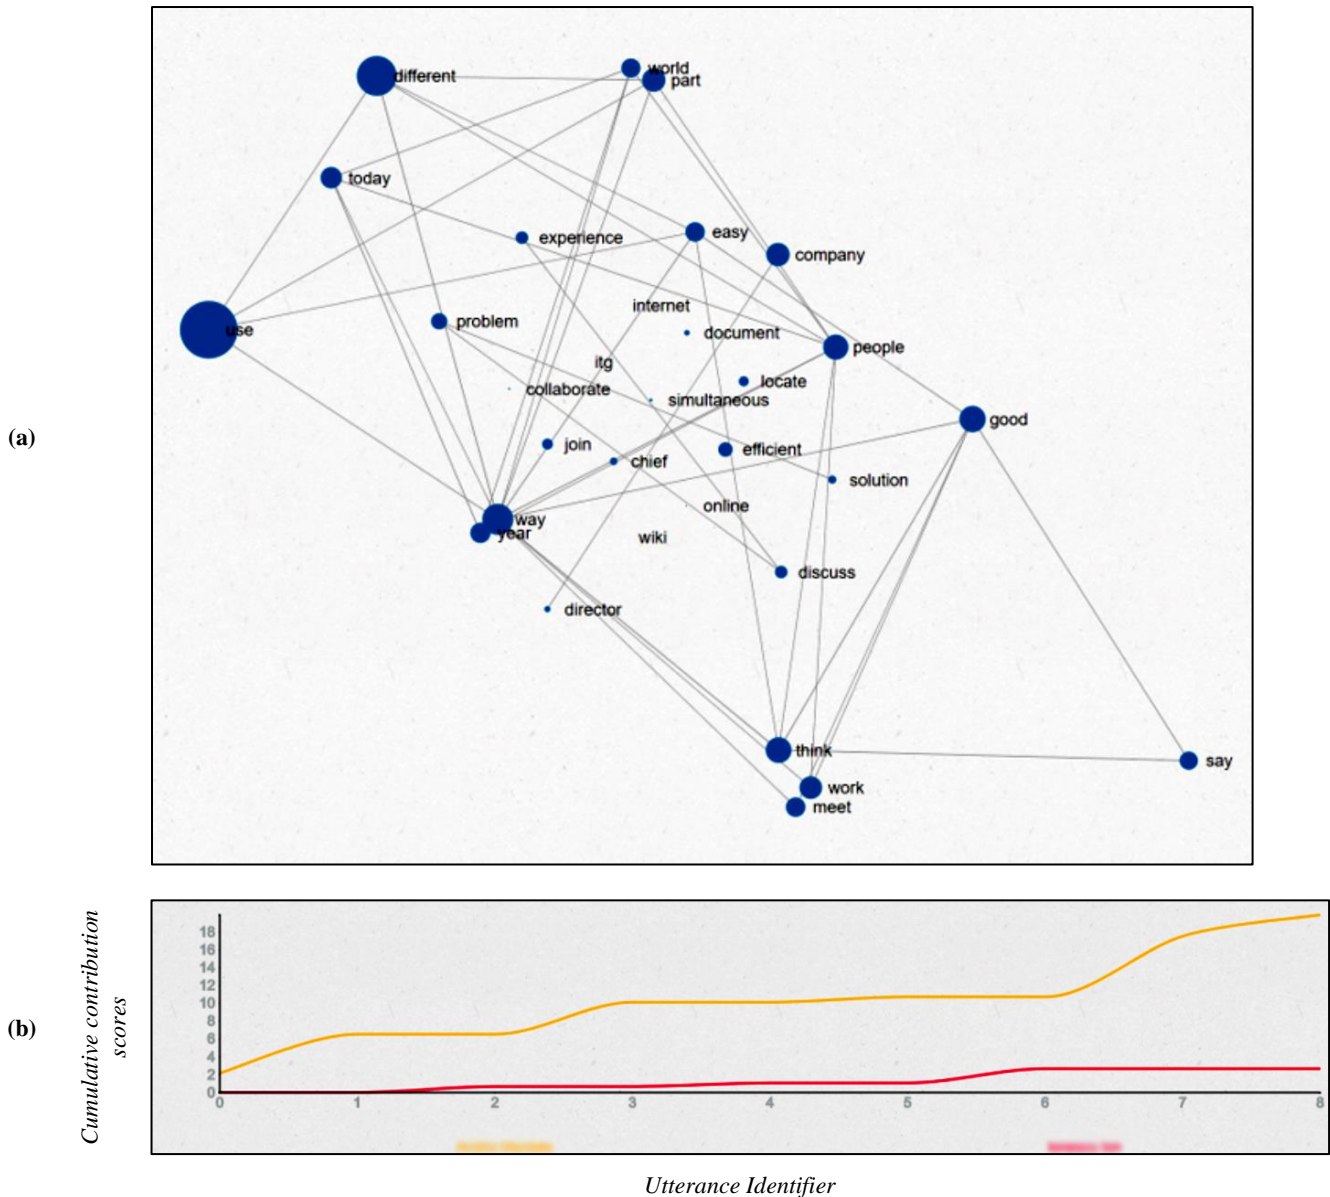 world
different
part
today
experience
easy
company
internet
use
problem
document
people
itg
collaborate
locate
simultaneous
good
join
efficient
chief
solution
online
way
year
wiki
discuss
director
think
say
work
meet
(a)
18
16
14
12
10
8
6
4
2
0
0 1 2 3 4 5 6 7 8
Cumulative contribution
scores
(b)
Utterance Identifier